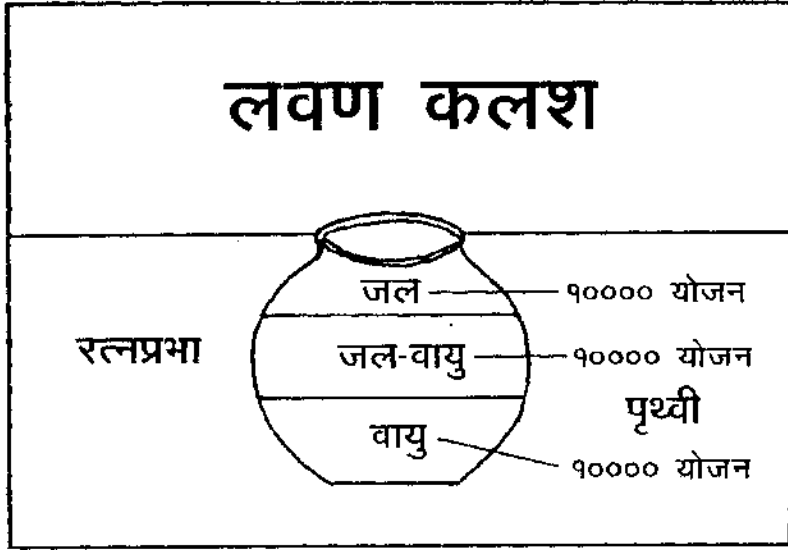 लवण कलश
जल १०००० योजन
रत्नप्रभा जल-वायु १०००० योजन
पृथ्वी
वायु १०००० योजन